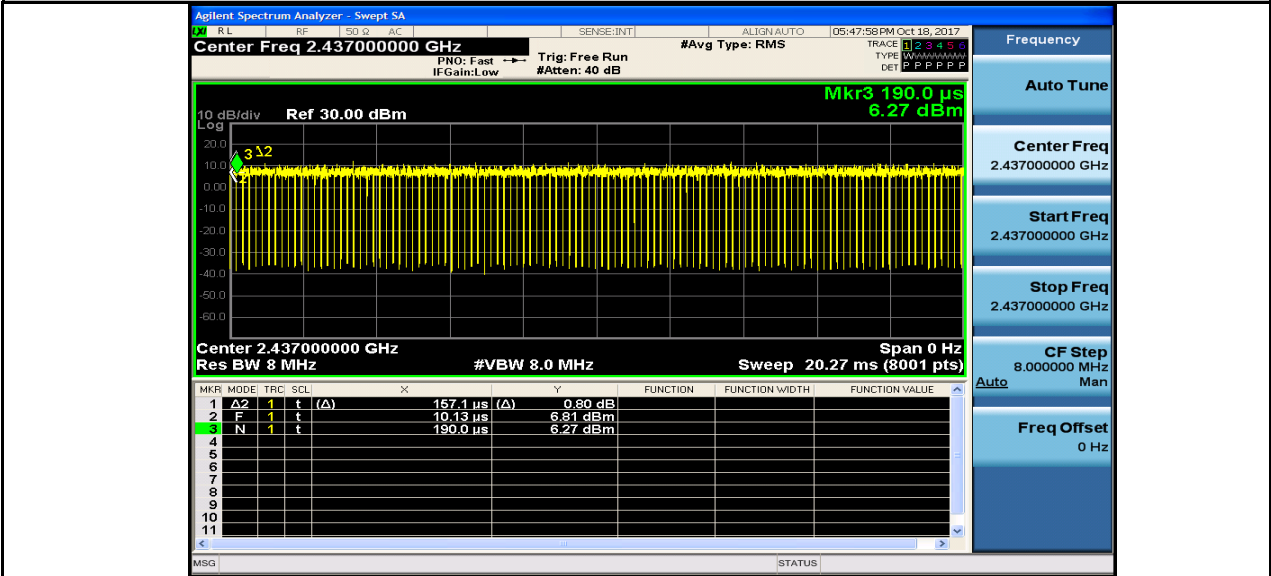 Agilent Spectrum Analyzer - Swept SA
LXI RL RF 50 Ω AC SENSE:INT ALIGN AUTO 05:47:58 PM Oct 18, 2017
Center Freq 2.437000000 GHz #Avg Type: RMS TRACE 1 2 3 4 5 6
PNO: Fast Trig: Free Run TYPE WWWWWW
IFGain:Low #Atten: 40 dB DET P P P P P P
Frequency
Mkr3 190.0 µs
10 dB/div Ref 30.00 dBm 6.27 dBm
Log
20.0
10.0
0.00
-10.0
-20.0
-30.0
-40.0
-50.0
-60.0
3 Δ2
2
Center 2.437000000 GHz Span 0 Hz
Res BW 8 MHz #VBW 8.0 MHz Sweep 20.27 ms (8001 pts)
MKR MODE TRC SCL X Y FUNCTION FUNCTION WIDTH FUNCTION VALUE
1 Δ2 1 t (Δ) 157.1 µs (Δ) 0.80 dB
2 F 1 t 10.13 µs 6.81 dBm
3 N 1 t 190.0 µs 6.27 dBm
4
5
6
7
8
9
10
11
MSG STATUS
Auto Tune
Center Freq
2.437000000 GHz
Start Freq
2.437000000 GHz
Stop Freq
2.437000000 GHz
CF Step
8.000000 MHz
Auto Man
Freq Offset
0 Hz